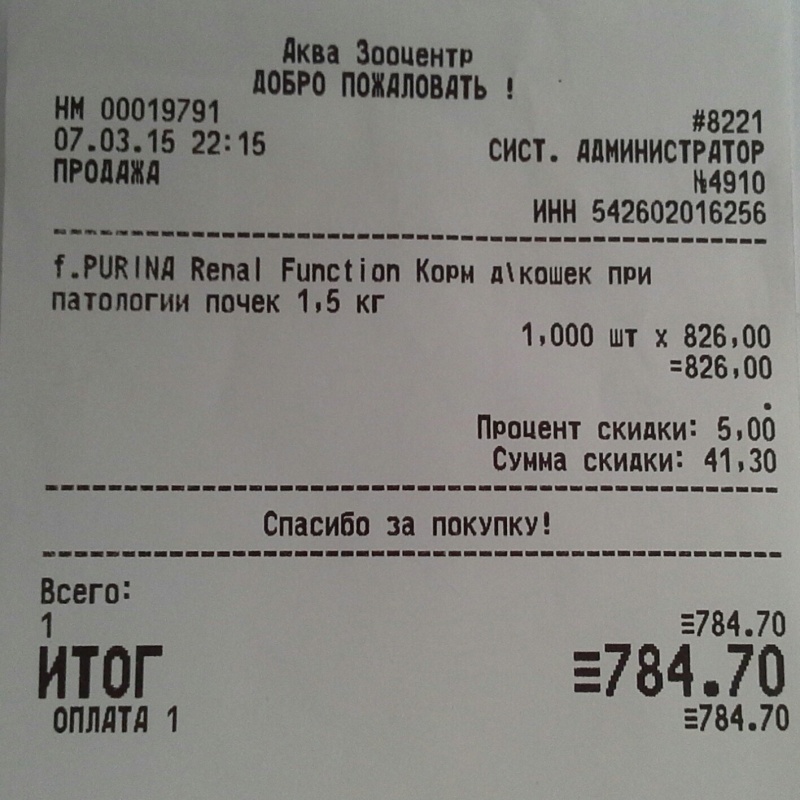 Аква Зооцентр
ДОБРО ПОЖАЛОВАТЬ !
НМ 00019791 #8221
07.03.15 22:15 СИСТ. АДМИНИСТРАТОР
ПРОДАЖА №4910
ИНН 542602016256
f.PURINA Renal Function Корм д\кошек при
патологии почек 1,5 кг
1,000 шт х 826,00
=826,00
.
Процент скидки: 5,00
Сумма скидки: 41,30
Спасибо за покупку!
Всего:
1 ≡784.70
ИТОГ ≡784.70
ОПЛАТА 1 ≡784.70